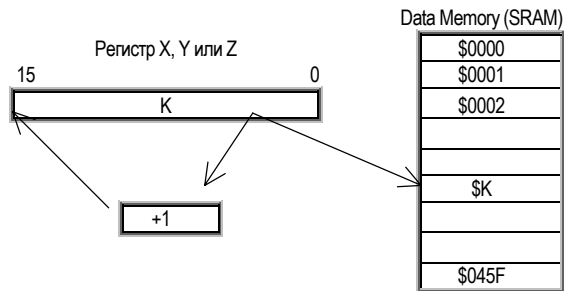 Data Memory (SRAM)
Регистр X, Y или Z
15 0
K
+1
$0000
$0001
$0002
$K
$045F